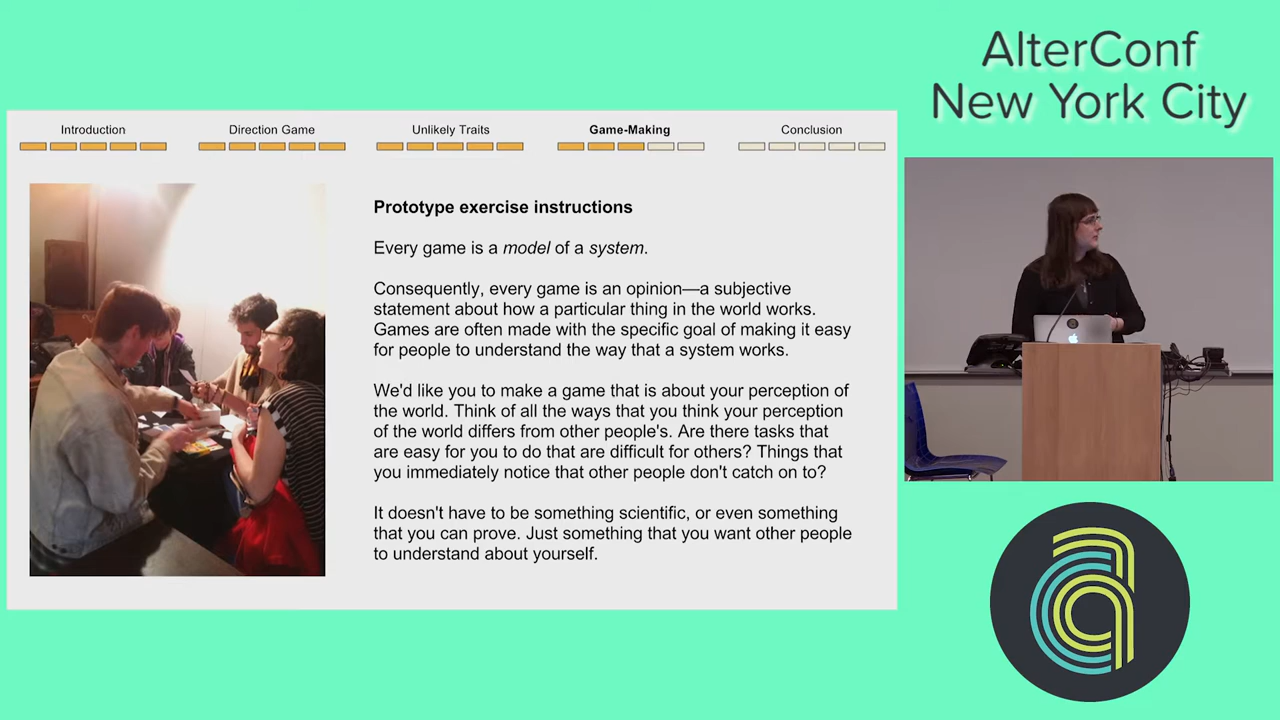 AlterConf
New York City
Introduction
Direction Game
Unlikely Traits
Game-Making
Conclusion
Prototype exercise instructions
Every game is a model of a system.
Consequently, every game is an opinion—a subjective
statement about how a particular thing in the world works.
Games are often made with the specific goal of making it easy
for people to understand the way that a system works.
We'd like you to make a game that is about your perception of
the world. Think of all the ways that you think your perception
of the world differs from other people's. Are there tasks that
are easy for you to do that are difficult for others? Things that
you immediately notice that other people don't catch on to?
It doesn't have to be something scientific, or even something
that you can prove. Just something that you want other people
to understand about yourself.